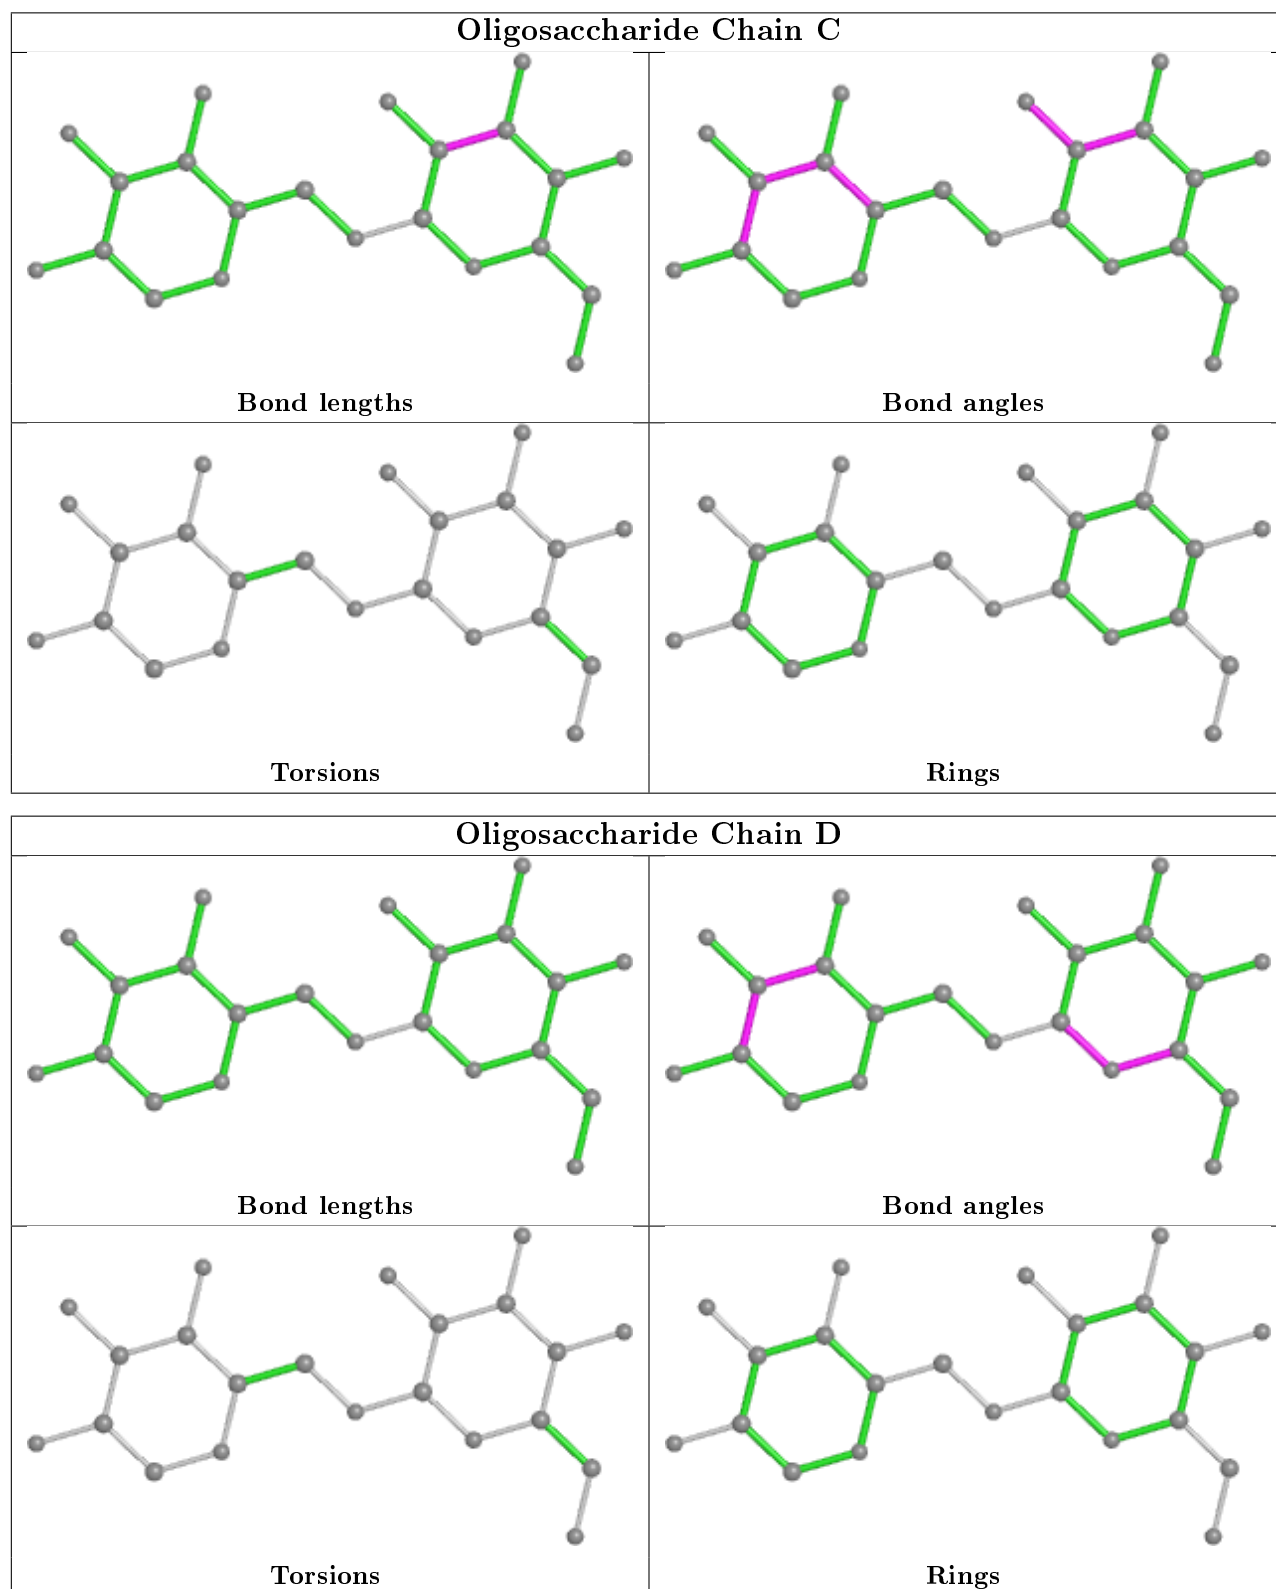 Oligosaccharide Chain C
Bond lengths
Bond angles
Torsions
Rings
Oligosaccharide Chain D
Bond lengths
Bond angles
Torsions
Rings